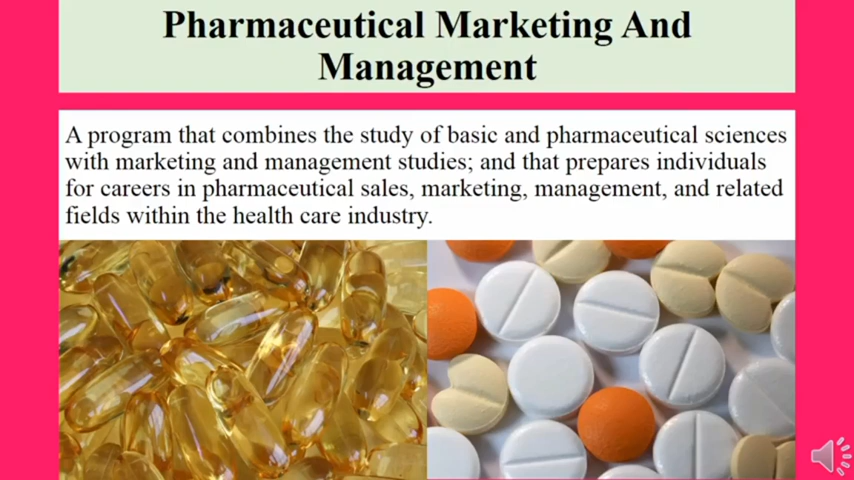 Pharmaceutical Marketing And
Management
A program that combines the study of basic and pharmaceutical sciences
with marketing and management studies; and that prepares individuals
for careers in pharmaceutical sales, marketing, management, and related
fields within the health care industry.